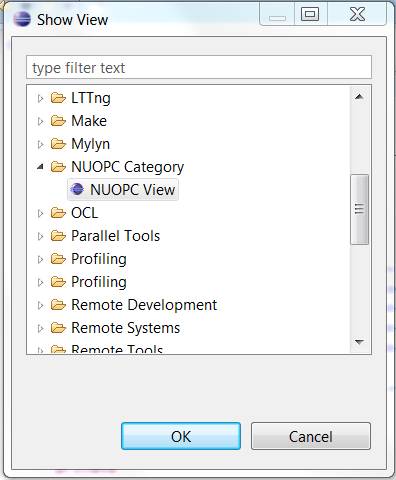 Show View
type filter text
LTTng
Make
Mylyn
NUOPC Category
NUOPC View
OCL
Parallel Tools
Profiling
Profiling
Remote Development
Remote Systems
Remote Tools
OK
Cancel